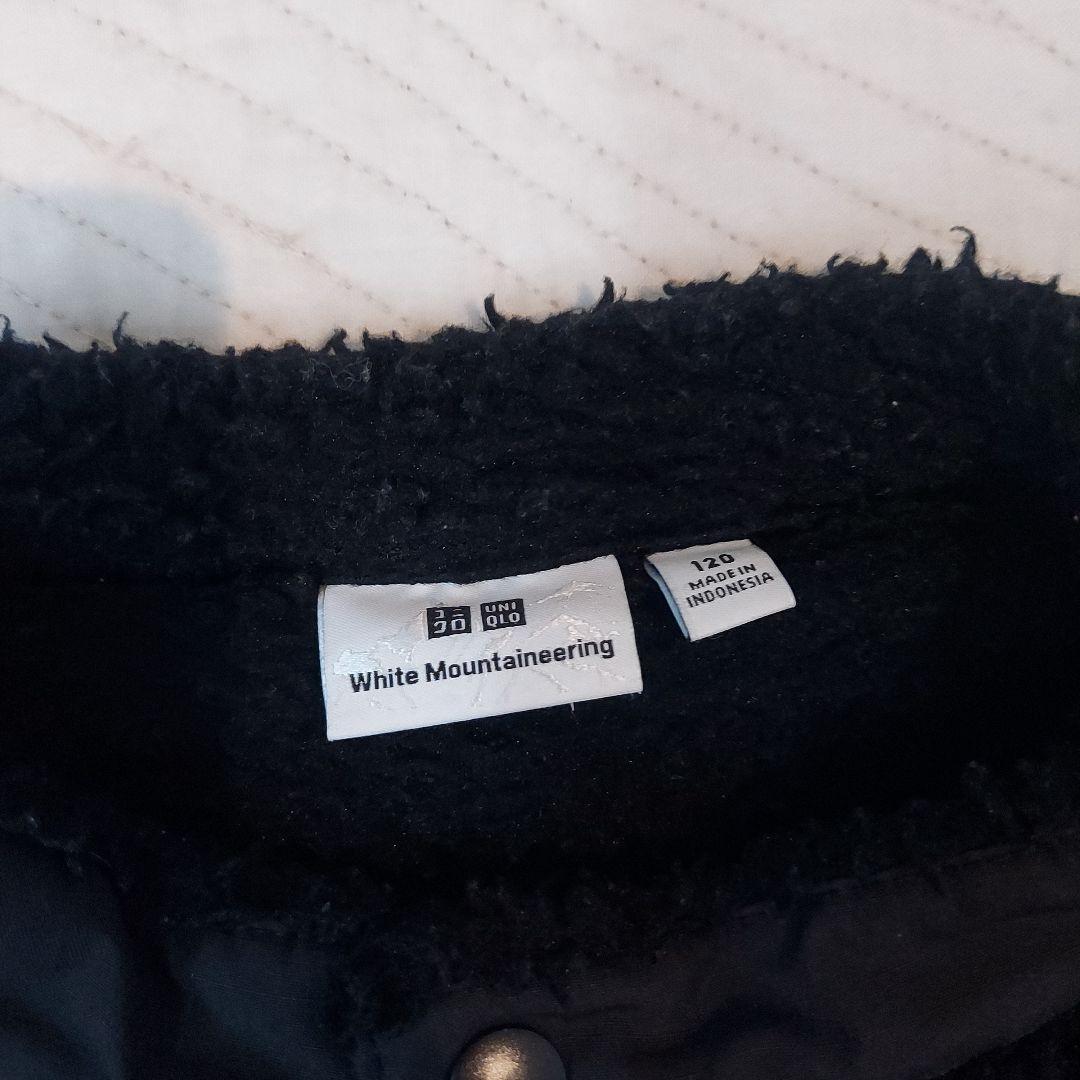 ユニ UNI
クロ QLO
White Mountaineering
120
MADE IN
INDONESIA